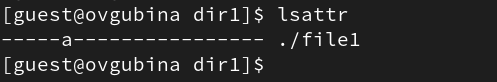 [guest@ovgubina dir1]$ lsattr
-----a---------------- ./file1
[guest@ovgubina dir1]$